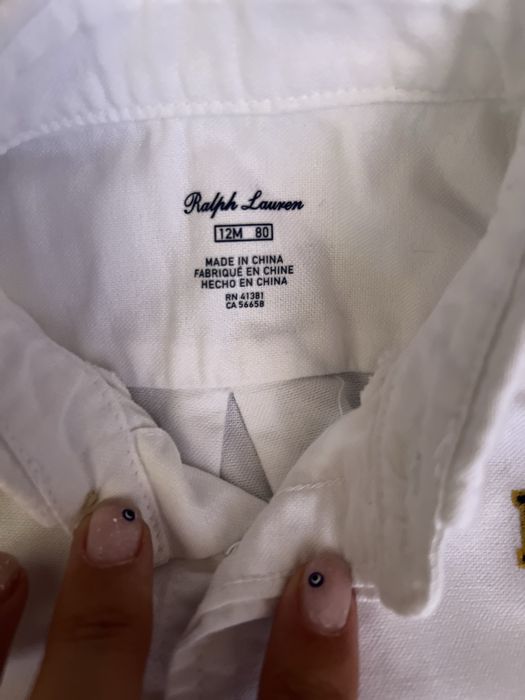 Ralph Lauren
12M 80
MADE IN CHINA
FABRIQUÉ EN CHINE
HECHO EN CHINA
RN 41381
CA 56658